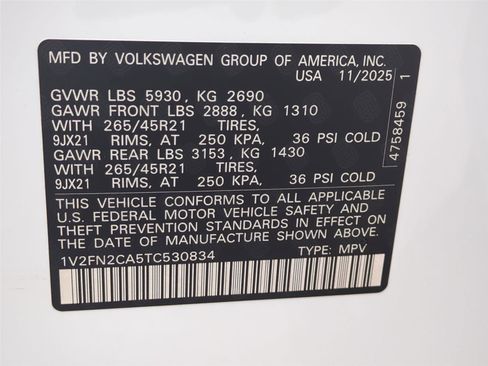 MFD BY VOLKSWAGEN GROUP OF AMERICA, INC.
USA 11/2025
GVWR LBS 5930, KG 2690
GAWR FRONT LBS 2888, KG 1310
WITH 265/45R21 TIRES,
9JX21 RIMS, AT 250 KPA, 36 PSI COLD
GAWR REAR LBS 3153, KG 1430
WITH 265/45R21 TIRES,
9JX21 RIMS, AT 250 KPA, 36 PSI COLD
THIS VEHICLE CONFORMS TO ALL APPLICABLE
U.S. FEDERAL MOTOR VEHICLE SAFETY AND
THEFT PREVENTION STANDARDS IN EFFECT ON
THE DATE OF MANUFACTURE SHOWN ABOVE.
1V2FN2CA5TC530834 TYPE: MPV
4758459 1